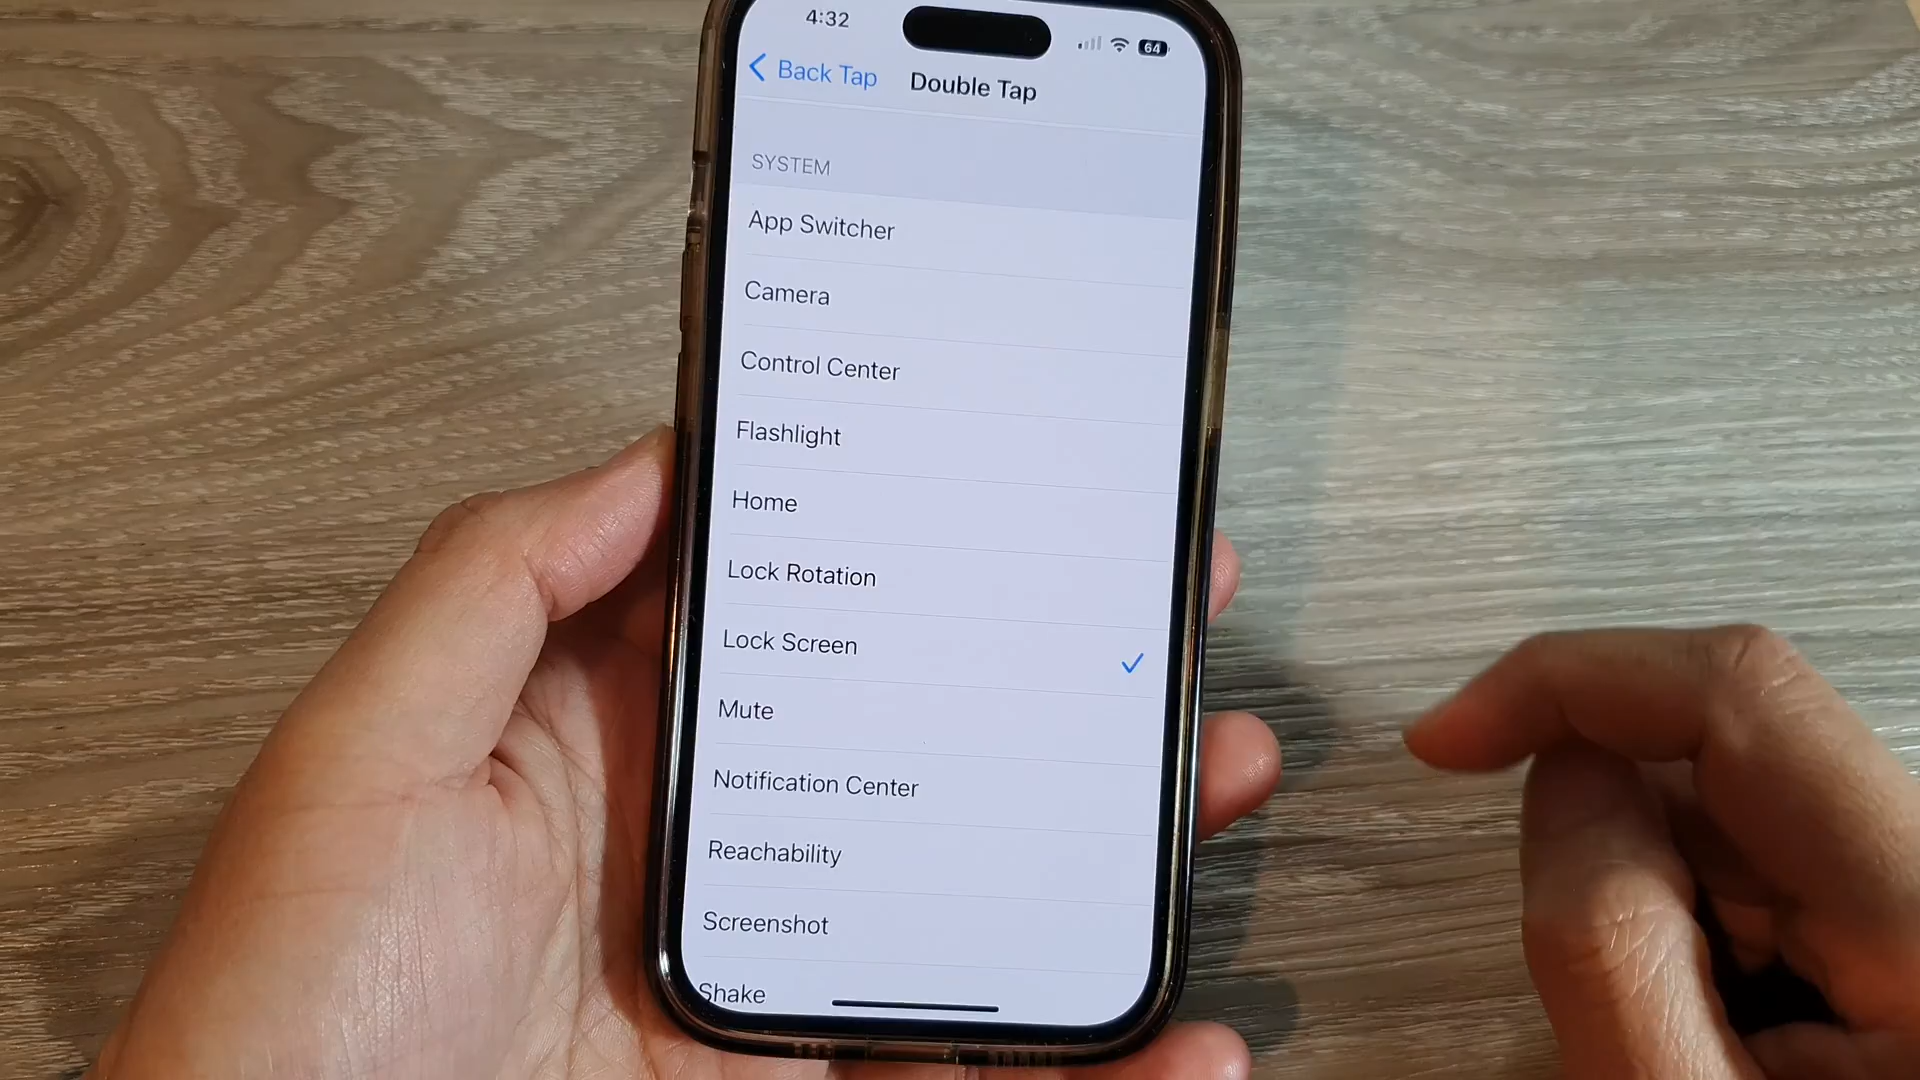 4:32
64
Back Tap
Double Tap
SYSTEM
App Switcher
Camera
Control Center
Flashlight
Home
Lock Rotation
Lock Screen
Mute
Notification Center
Reachability
Screenshot
Shake